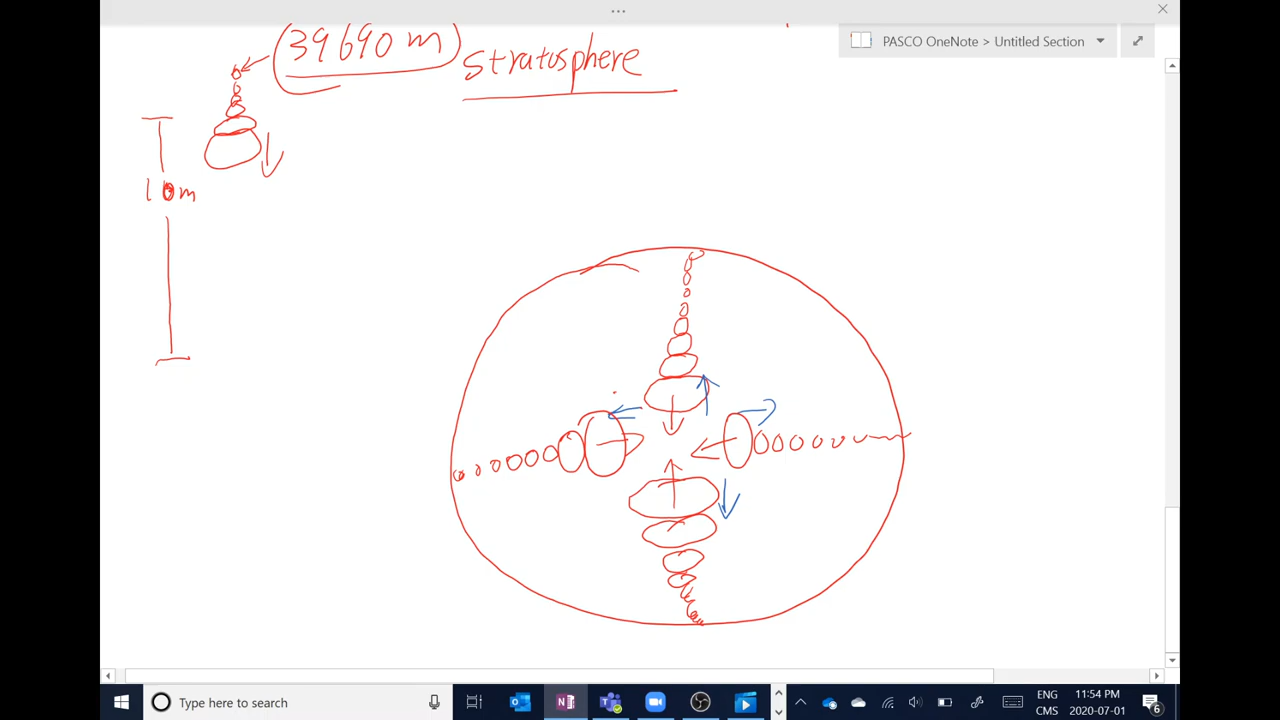 PASCO OneNote > Untitled Section
39690 m
stratosphere
10m
Type here to search
ENG
CMS
11:54 PM
2020-07-01
6